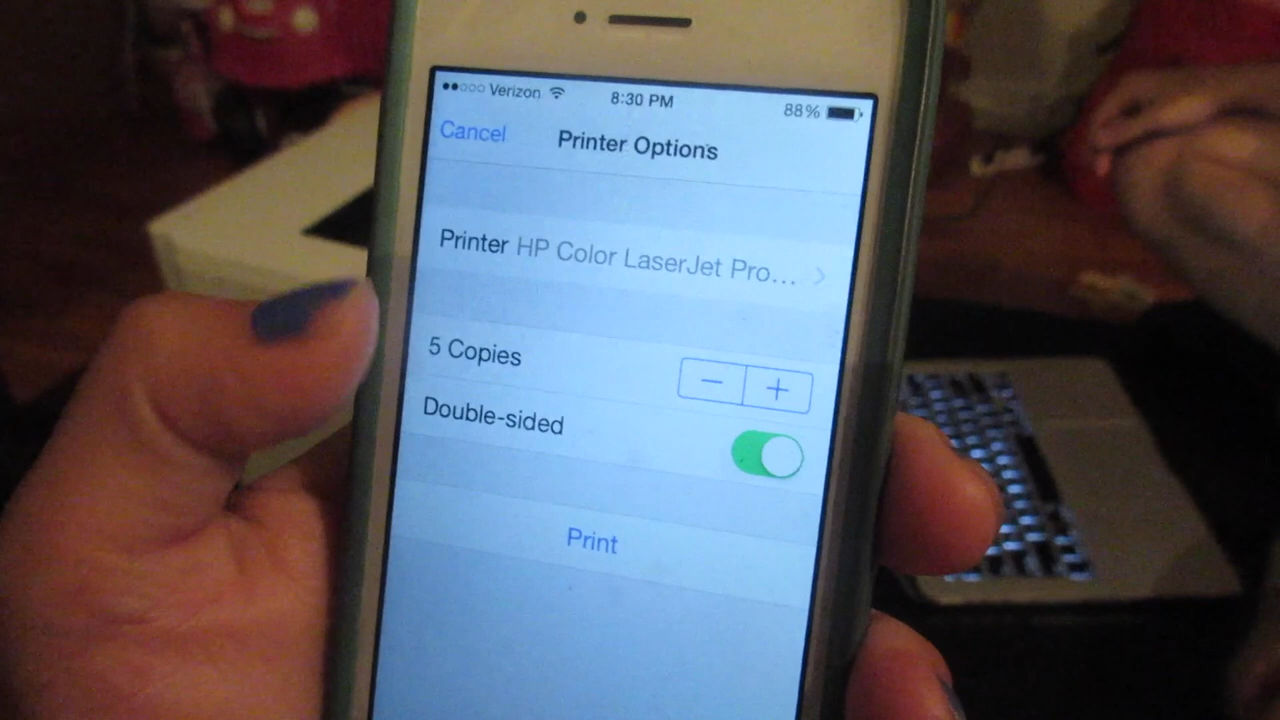 Verizon 8:30 PM 88%
Cancel Printer Options
Printer HP Color LaserJet Pro...
5 Copies − +
Double-sided
Print